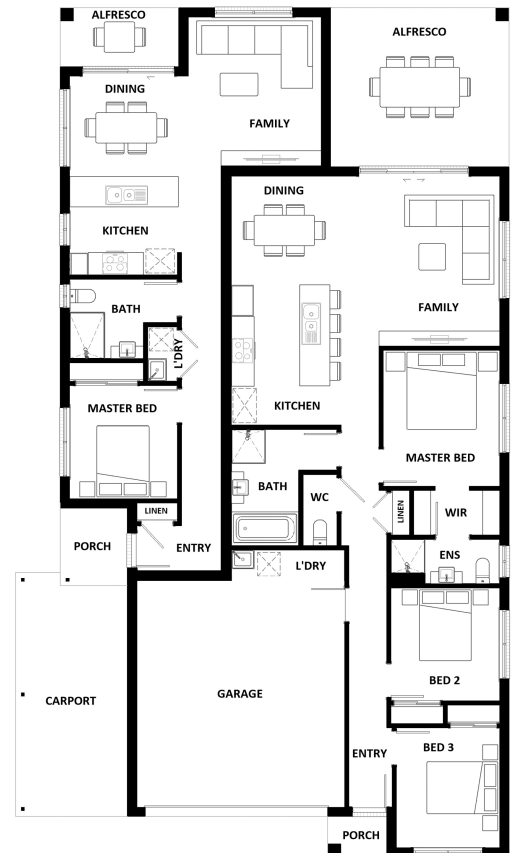 ALFRESCO
ALFRESCO
DINING
FAMILY
DINING
KITCHEN
FAMILY
BATH
L'DRY
KITCHEN
MASTER BED
MASTER BED
BATH
WC
LINEN
WIR
LINEN
PORCH
ENTRY
ENS
L'DRY
BED 2
GARAGE
CARPORT
ENTRY
BED 3
PORCH